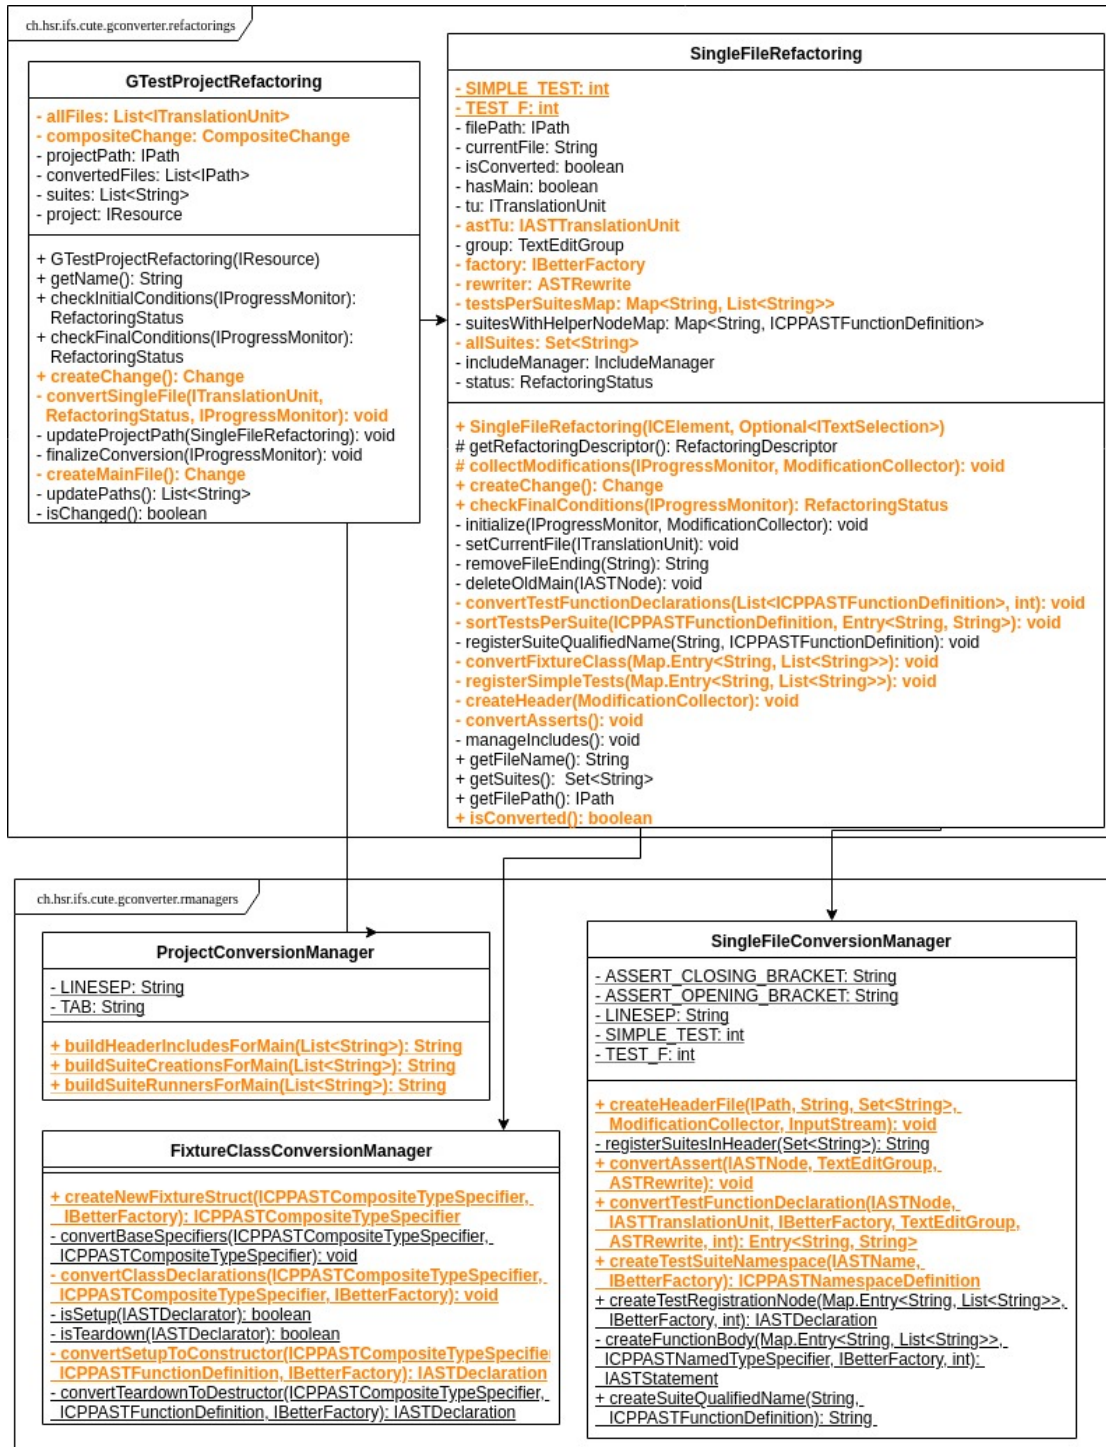 ch.hsr.ifs.cute.gconverter.refactorings
GTestProjectRefactoring
- allFiles: List<ITranslationUnit>
- compositeChange: CompositeChange
- projectPath: IPath
- convertedFiles: List<IPath>
- suites: List<String>
- project: IResource
+ GTestProjectRefactoring(IResource)
+ getName(): String
+ checkInitialConditions(IProgressMonitor):
RefactoringStatus
+ checkFinalConditions(IProgressMonitor):
RefactoringStatus
+ createChange(): Change
- convertSingleFile(ITranslationUnit,
RefactoringStatus, IProgressMonitor): void
- updateProjectPath(SingleFileRefactoring): void
- finalizeConversion(IProgressMonitor): void
- createMainFile(): Change
- updatePaths(): List<String>
- isChanged(): boolean
SingleFileRefactoring
- SIMPLE_TEST: int
- TEST_F: int
- filePath: IPath
- currentFile: String
- isConverted: boolean
- hasMain: boolean
- tu: ITranslationUnit
- astTu: IASTTranslationUnit
- group: TextEditGroup
- factory: IBetterFactory
- rewriter: ASTRewrite
- testsPerSuitesMap: Map<String, List<String>>
- suitesWithHelperNodeMap: Map<String, ICPPASTFunctionDefinition>
- allSuites: Set<String>
- includeManager: IncludeManager
- status: RefactoringStatus
+ SingleFileRefactoring(ICElement, Optional<ITextSelection>)
# getRefactoringDescriptor(): RefactoringDescriptor
# collectModifications(IProgressMonitor, ModificationCollector): void
+ createChange(): Change
+ checkFinalConditions(IProgressMonitor): RefactoringStatus
- initialize(IProgressMonitor, ModificationCollector): void
- setCurrentFile(ITranslationUnit): void
- removeFileEnding(String): String
- deleteOldMain(IASTNode): void
- convertTestFunctionDeclarations(List<ICPPASTFunctionDefinition>, int): void
- sortTestsPerSuite(ICPPASTFunctionDefinition, Entry<String, String>): void
- registerSuiteQualifiedName(String, ICPPASTFunctionDefinition): void
- convertFixtureClass(Map.Entry<String, List<String>>): void
- registerSimpleTests(Map.Entry<String, List<String>>): void
- createHeader(ModificationCollector): void
- convertAsserts(): void
- manageIncludes(): void
+ getFileName(): String
+ getSuites():  Set<String>
+ getFilePath(): IPath
+ isConverted(): boolean
ch.hsr.ifs.cute.gconverter.rmanagers
ProjectConversionManager
- LINESEP: String
- TAB: String
+ buildHeaderIncludesForMain(List<String>): String
+ buildSuiteCreationsForMain(List<String>): String
+ buildSuiteRunnersForMain(List<String>): String
FixtureClassConversionManager
+ createNewFixtureStruct(ICPPASTCompositeTypeSpecifier,
IBetterFactory): ICPPASTCompositeTypeSpecifier
- convertBaseSpecifiers(ICPPASTCompositeTypeSpecifier,
ICPPASTCompositeTypeSpecifier): void
- convertClassDeclarations(ICPPASTCompositeTypeSpecifier,
ICPPASTCompositeTypeSpecifier, IBetterFactory): void
- isSetup(IASTDeclarator): boolean
- isTeardown(IASTDeclarator): boolean
- convertSetupToConstructor(ICPPASTCompositeTypeSpecifie
ICPPASTFunctionDefinition, IBetterFactory): IASTDeclaration
- convertTeardownToDestructor(ICPPASTCompositeTypeSpecifier,
ICPPASTFunctionDefinition, IBetterFactory): IASTDeclaration
SingleFileConversionManager
- ASSERT_CLOSING_BRACKET: String
- ASSERT_OPENING_BRACKET: String
- LINESEP: String
- SIMPLE_TEST: int
- TEST_F: int
+ createHeaderFile(IPath, String, Set<String>,
ModificationCollector, InputStream): void
- registerSuitesInHeader(Set<String>): String
+ convertAssert(IASTNode, TextEditGroup,
ASTRewrite): void
+ convertTestFunctionDeclaration(IASTNode,
IASTTranslationUnit, IBetterFactory, TextEditGroup,
ASTRewrite, int): Entry<String, String>
+ createTestSuiteNamespace(IASTName,
IBetterFactory): ICPPASTNamespaceDefinition
+ createTestRegistrationNode(Map.Entry<String, List<String>>,
IBetterFactory, int): IASTDeclaration
- createFunctionBody(Map.Entry<String, List<String>>,
ICPPASTNamedTypeSpecifier, IBetterFactory, int):
IASTStatement
+ createSuiteQualifiedName(String,
ICPPASTFunctionDefinition): String